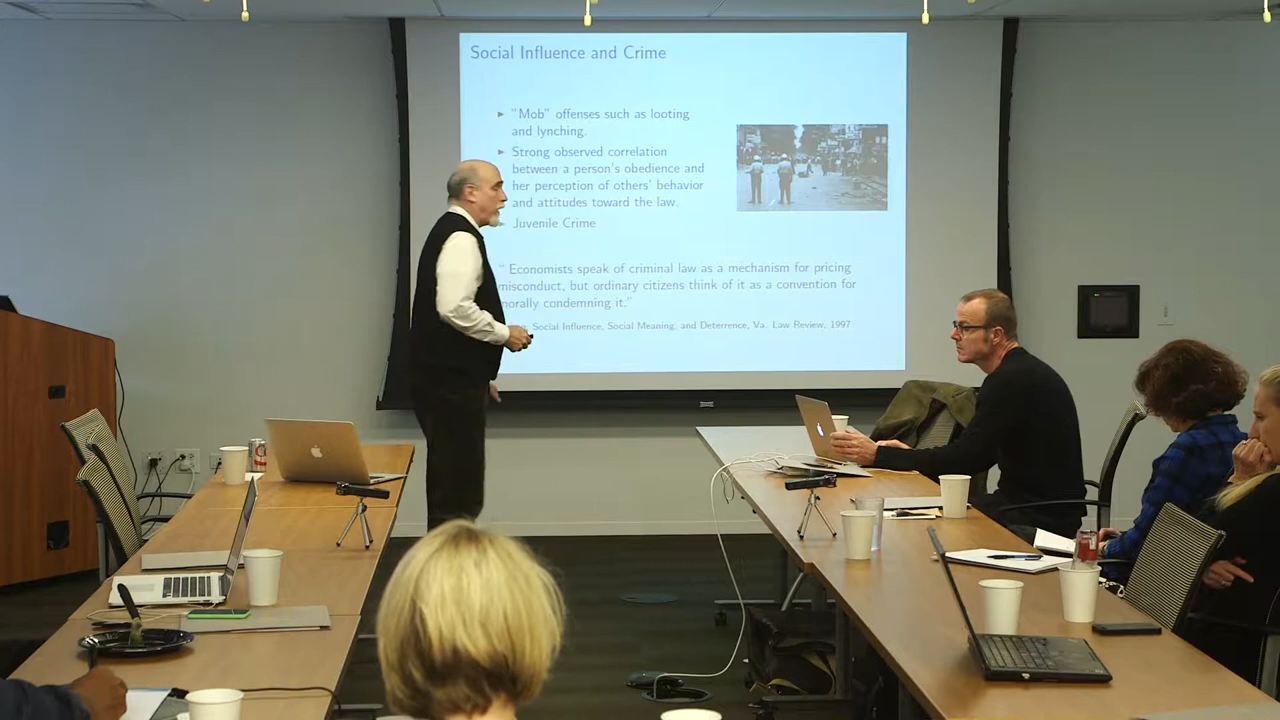 Social Influence and Crime
"Mob" offenses such as looting
and lynching.
Strong observed correlation
between a person's obedience and
her perception of others' behavior
and attitudes toward the law.
Juvenile Crime
" Economists speak of criminal law as a mechanism for pricing
misconduct, but ordinary citizens think of it as a convention for
morally condemning it."
Social Influence, Social Meaning, and Deterrence, Va. Law Review, 1997